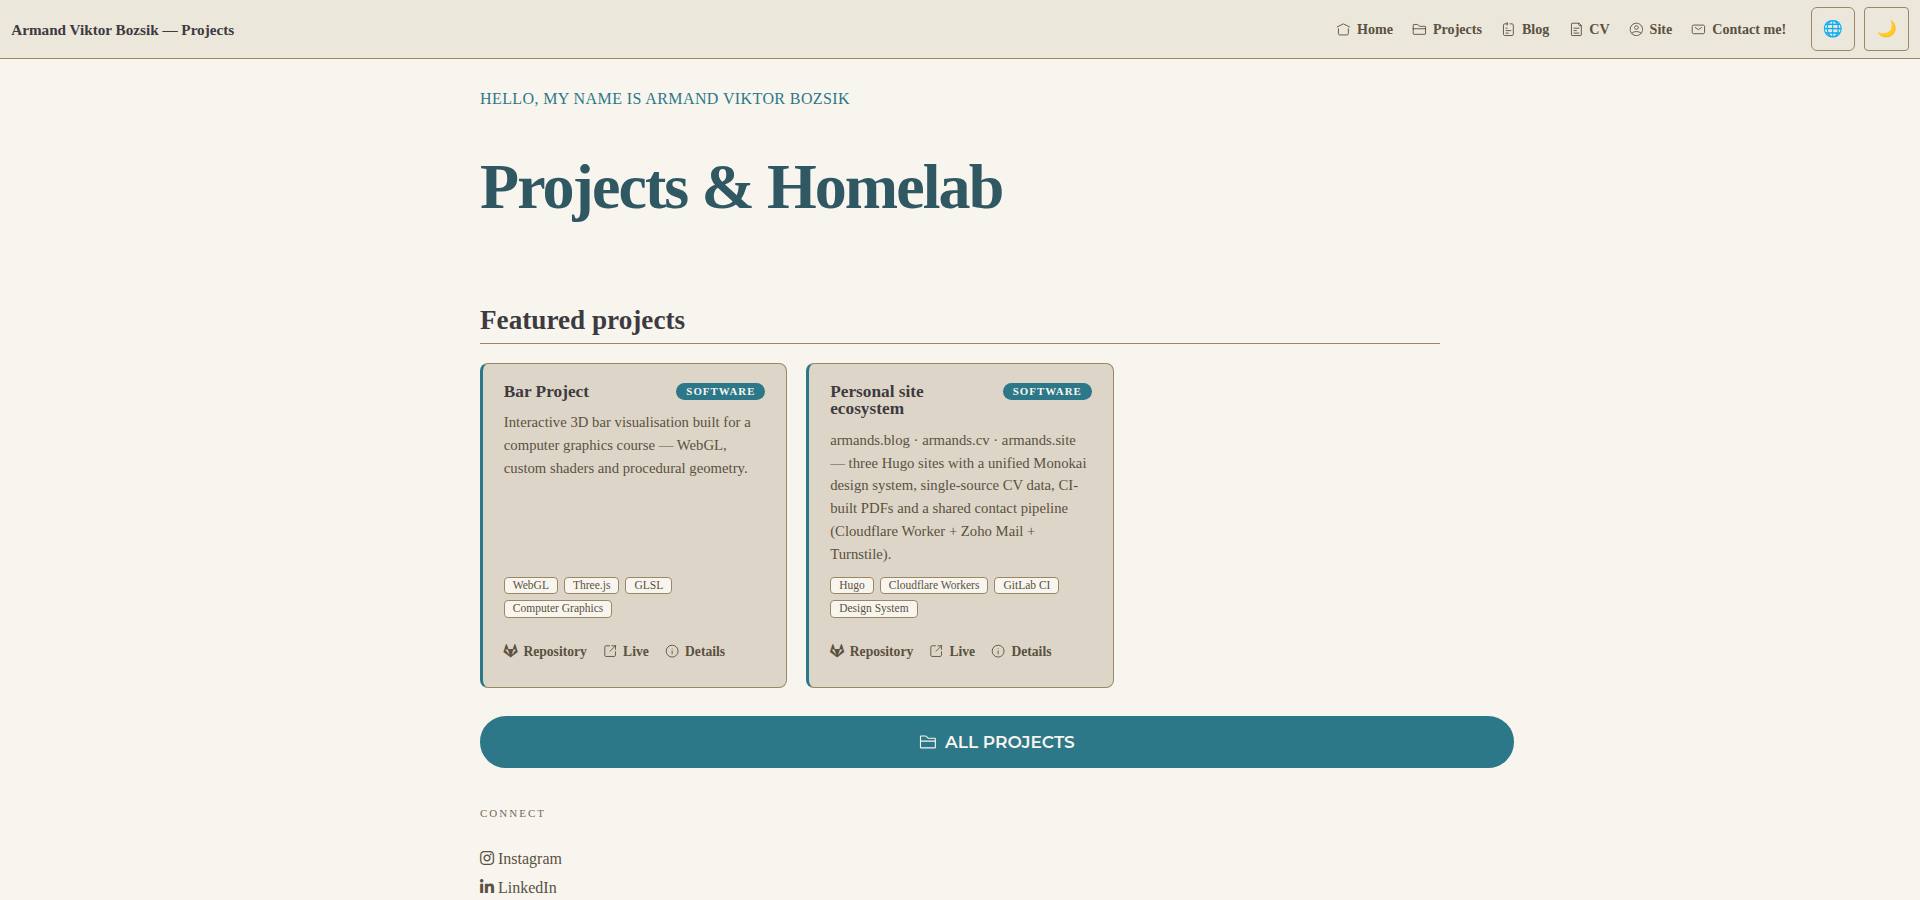 Armand Viktor Bozsik — Projects
Home
Projects
Blog
CV
Site
Contact me!
HELLO, MY NAME IS ARMAND VIKTOR BOZSIK
Projects & Homelab
Featured projects
Bar Project
SOFTWARE
Interactive 3D bar visualisation built for a
computer graphics course — WebGL,
custom shaders and procedural geometry.
WebGL
Three.js
GLSL
Computer Graphics
Repository
Live
Details
Personal site
ecosystem
SOFTWARE
armands.blog · armands.cv · armands.site
— three Hugo sites with a unified Monokai
design system, single-source CV data, CI-
built PDFs and a shared contact pipeline
(Cloudflare Worker + Zoho Mail +
Turnstile).
Hugo
Cloudflare Workers
GitLab CI
Design System
Repository
Live
Details
ALL PROJECTS
CONNECT
Instagram
LinkedIn